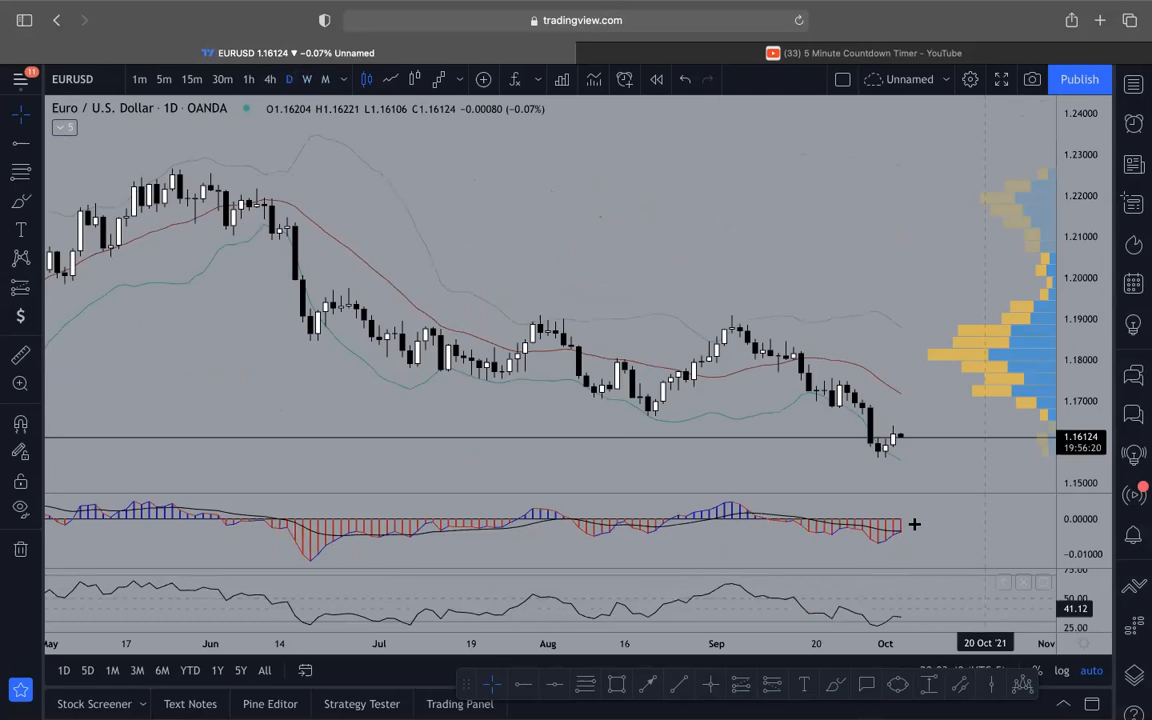 tradingview.com
EURUSD 1.16124 ▼ −0.07% Unnamed
(33) 5 Minute Countdown Timer - YouTube
11
EURUSD 1m 5m 15m 30m 1h 4h D W M Unnamed Publish
Euro / U.S. Dollar · 1D · OANDA O1.16204 H1.16221 L1.16106 C1.16124 −0.00080 (−0.07%)
5
1.24000
1.23000
1.22000
1.21000
1.20000
1.19000
1.18000
1.17000
1.16124
19:56:20
1.15000
0.00000
-0.01000
75.00
50.00
41.12
25.00
May 17 Jun 14 Jul 19 Aug 16 Sep 20 Oct 20 Oct '21 Nov
1D 5D 1M 3M 6M YTD 1Y 5Y All % log auto
Stock Screener Text Notes Pine Editor Strategy Tester Trading Panel